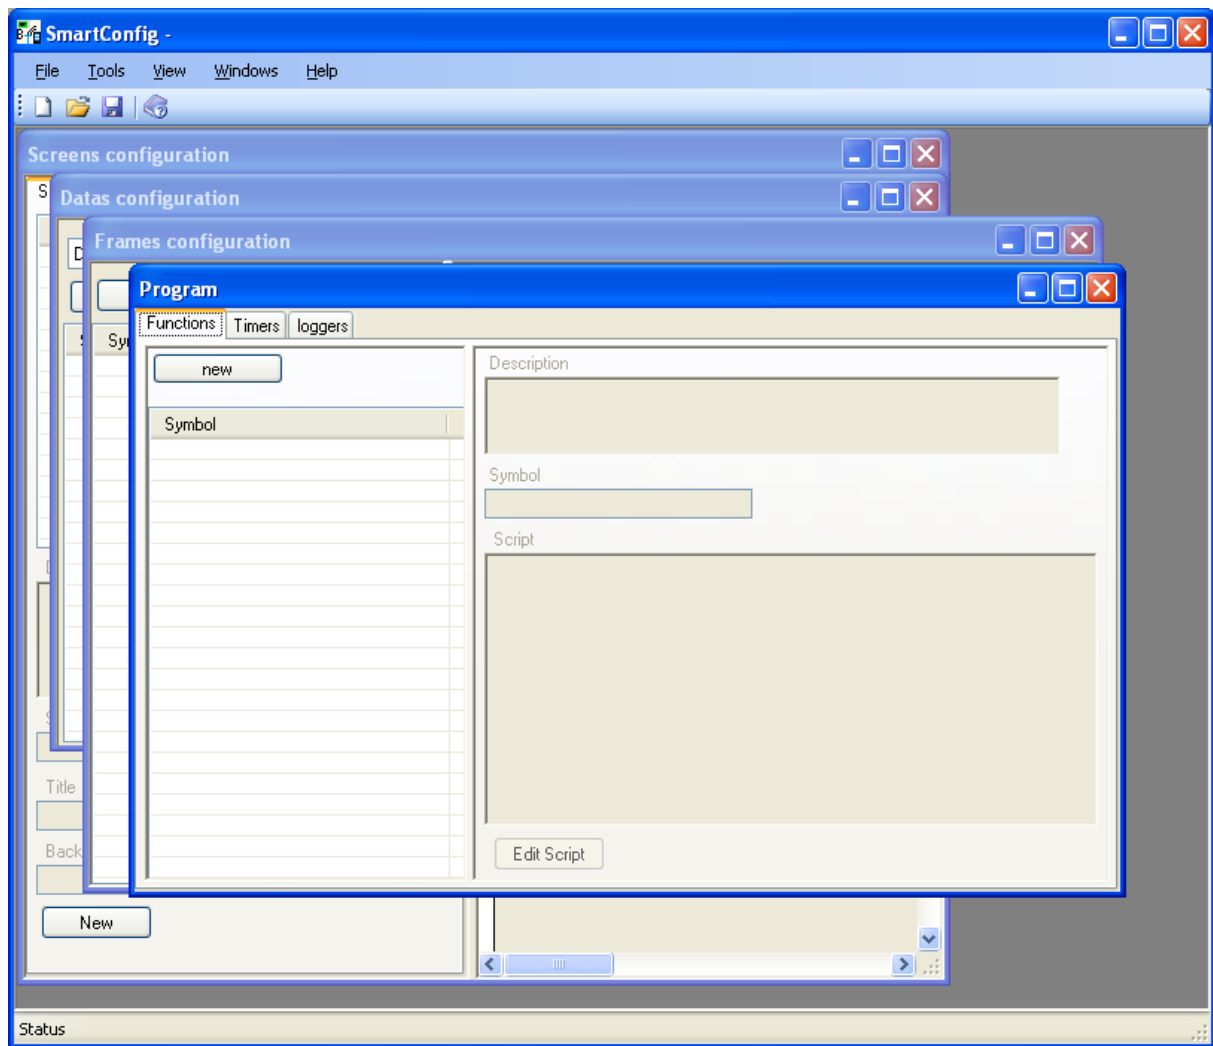 SmartConfig -
File Tools View Windows Help
Screens configuration
Datas configuration
Frames configuration
Program
Functions Timers loggers
new
Symbol
Description
Symbol
Script
Edit Script
Title
Back
New
Status